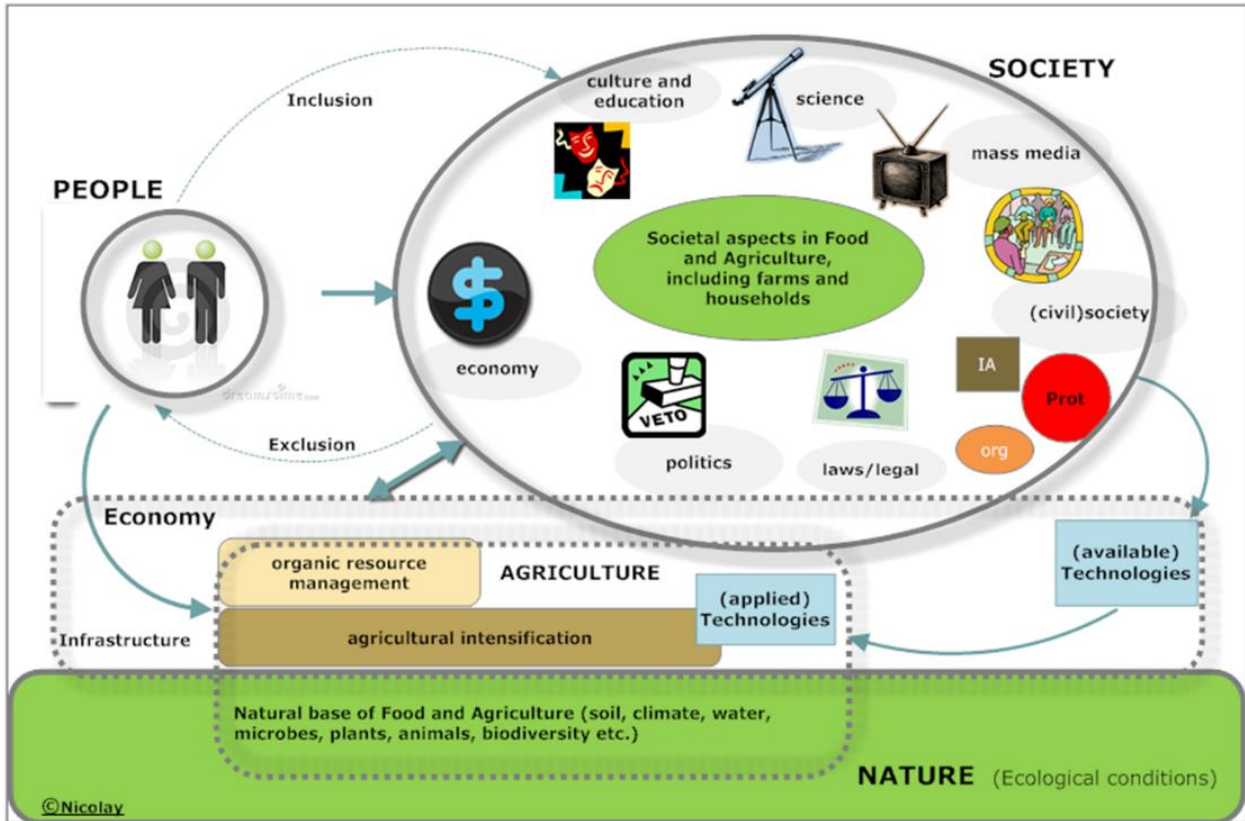 SOCIETY
culture and
education
science
Inclusion
mass media
PEOPLE
Societal aspects in Food
and Agriculture,
including farms and
households
(civil)society
economy
IA
Prot
VETO
dreamstime.com
Exclusion
org
politics
laws/legal
Economy
organic resource
management
AGRICULTURE
(available)
Technologies
(applied)
Technologies
Infrastructure
agricultural intensification
Natural base of Food and Agriculture (soil, climate, water,
microbes, plants, animals, biodiversity etc.)
NATURE (Ecological conditions)
©Nicolay